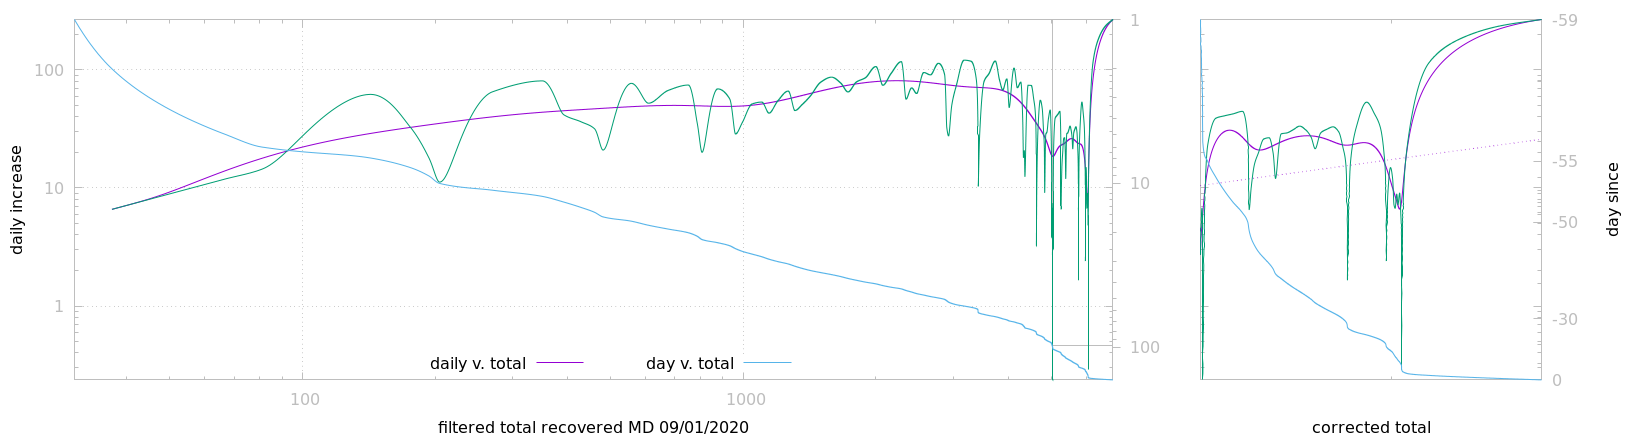 daily increase
100
10
1
100
1000
1
10
100
daily v. total
day v. total
filtered total recovered MD 09/01/2020
-59
-55
-50
-30
0
day since
corrected total